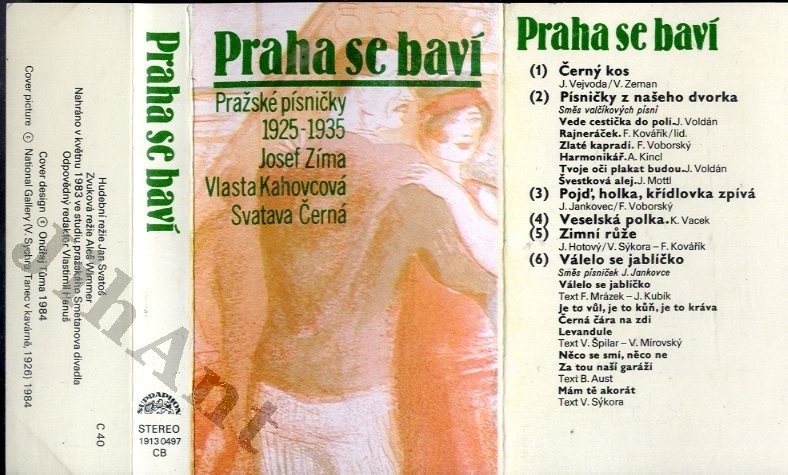 Hudební režie Jan Svatoš
Zvuková režie Aleš Wimmer
Nahráno v květnu 1983 ve studiu pražského Smetanova divadla
Odpovědný redaktor Vlastimil Hanuš
Cover design © Ondřej Tůma 1984
Cover picture © National Gallery (V. Sychra: Tanec v kavárně, 1926) 1984
C 40
Praha se baví
SUPRAPHON
STEREO
1913 0497
CB
Praha se baví
Pražské písničky
1925-1935
Josef Zíma
Vlasta Kahovcová
Svatava Černá
Praha se baví
(1) Černý kos
J. Vejvoda/V. Zeman
(2) Písničky z našeho dvorka
Směs valčíkových písní
Vede cestička do polí. J. Voldán
Rajneráček. F. Kovářík/lid.
Zlaté kapradí. F. Voborský
Harmonikář. A. Kincl
Tvoje oči plakat budou. J. Voldán
Švestková alej. J. Mottl
(3) Pojď, holka, křídlovka zpívá
J. Jankovec/F. Voborský
(4) Veselská polka. K. Vacek
(5) Zimní růže
J. Hotový/V. Sýkora – F. Kovářík
(6) Válelo se jablíčko
Směs písniček J. Jankovce
Válelo se jablíčko
Text F. Mrázek – J. Kubík
Je to vůl, je to kůň, je to kráva
Černá čára na zdi
Levandule
Text V. Špilar – V. Mírovský
Něco se smí, něco ne
Za tou naší garáží
Text B. Aust
Mám tě akorát
Text V. Sýkora